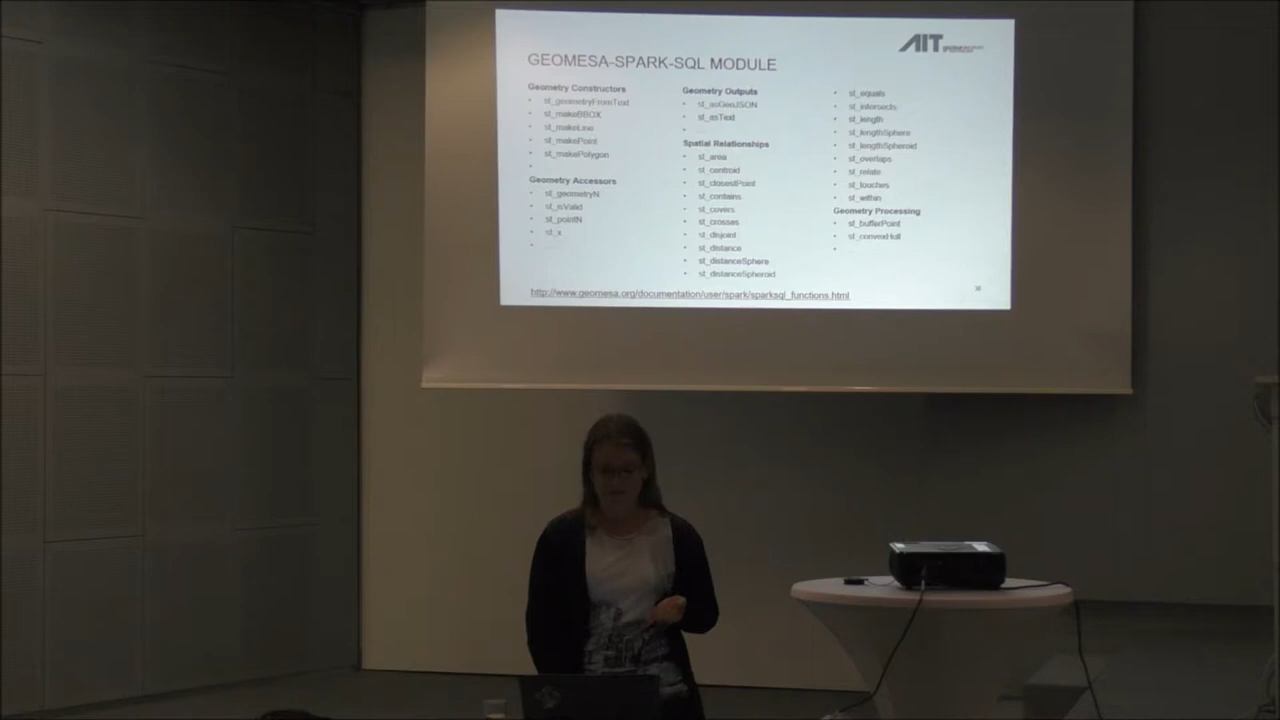 AIT
GEOMESA-SPARK-SQL MODULE
Geometry Constructors
• st_geometryFromText
• st_makeBBOX
• st_makeLine
• st_makePoint
• st_makePolygon
•
Geometry Accessors
• st_geometryN
• st_isValid
• st_pointN
• st_x
•
Geometry Outputs
• st_asGeoJSON
• st_asText
•
Spatial Relationships
• st_area
• st_centroid
• st_closestPoint
• st_contains
• st_covers
• st_crosses
• st_disjoint
• st_distance
• st_distanceSphere
• st_distanceSpheroid
• st_equals
• st_intersects
• st_length
• st_lengthSphere
• st_lengthSpheroid
• st_overlaps
• st_relate
• st_touches
• st_within
Geometry Processing
• st_bufferPoint
• st_convexHull
•
http://www.geomesa.org/documentation/user/spark/sparksql_functions.html